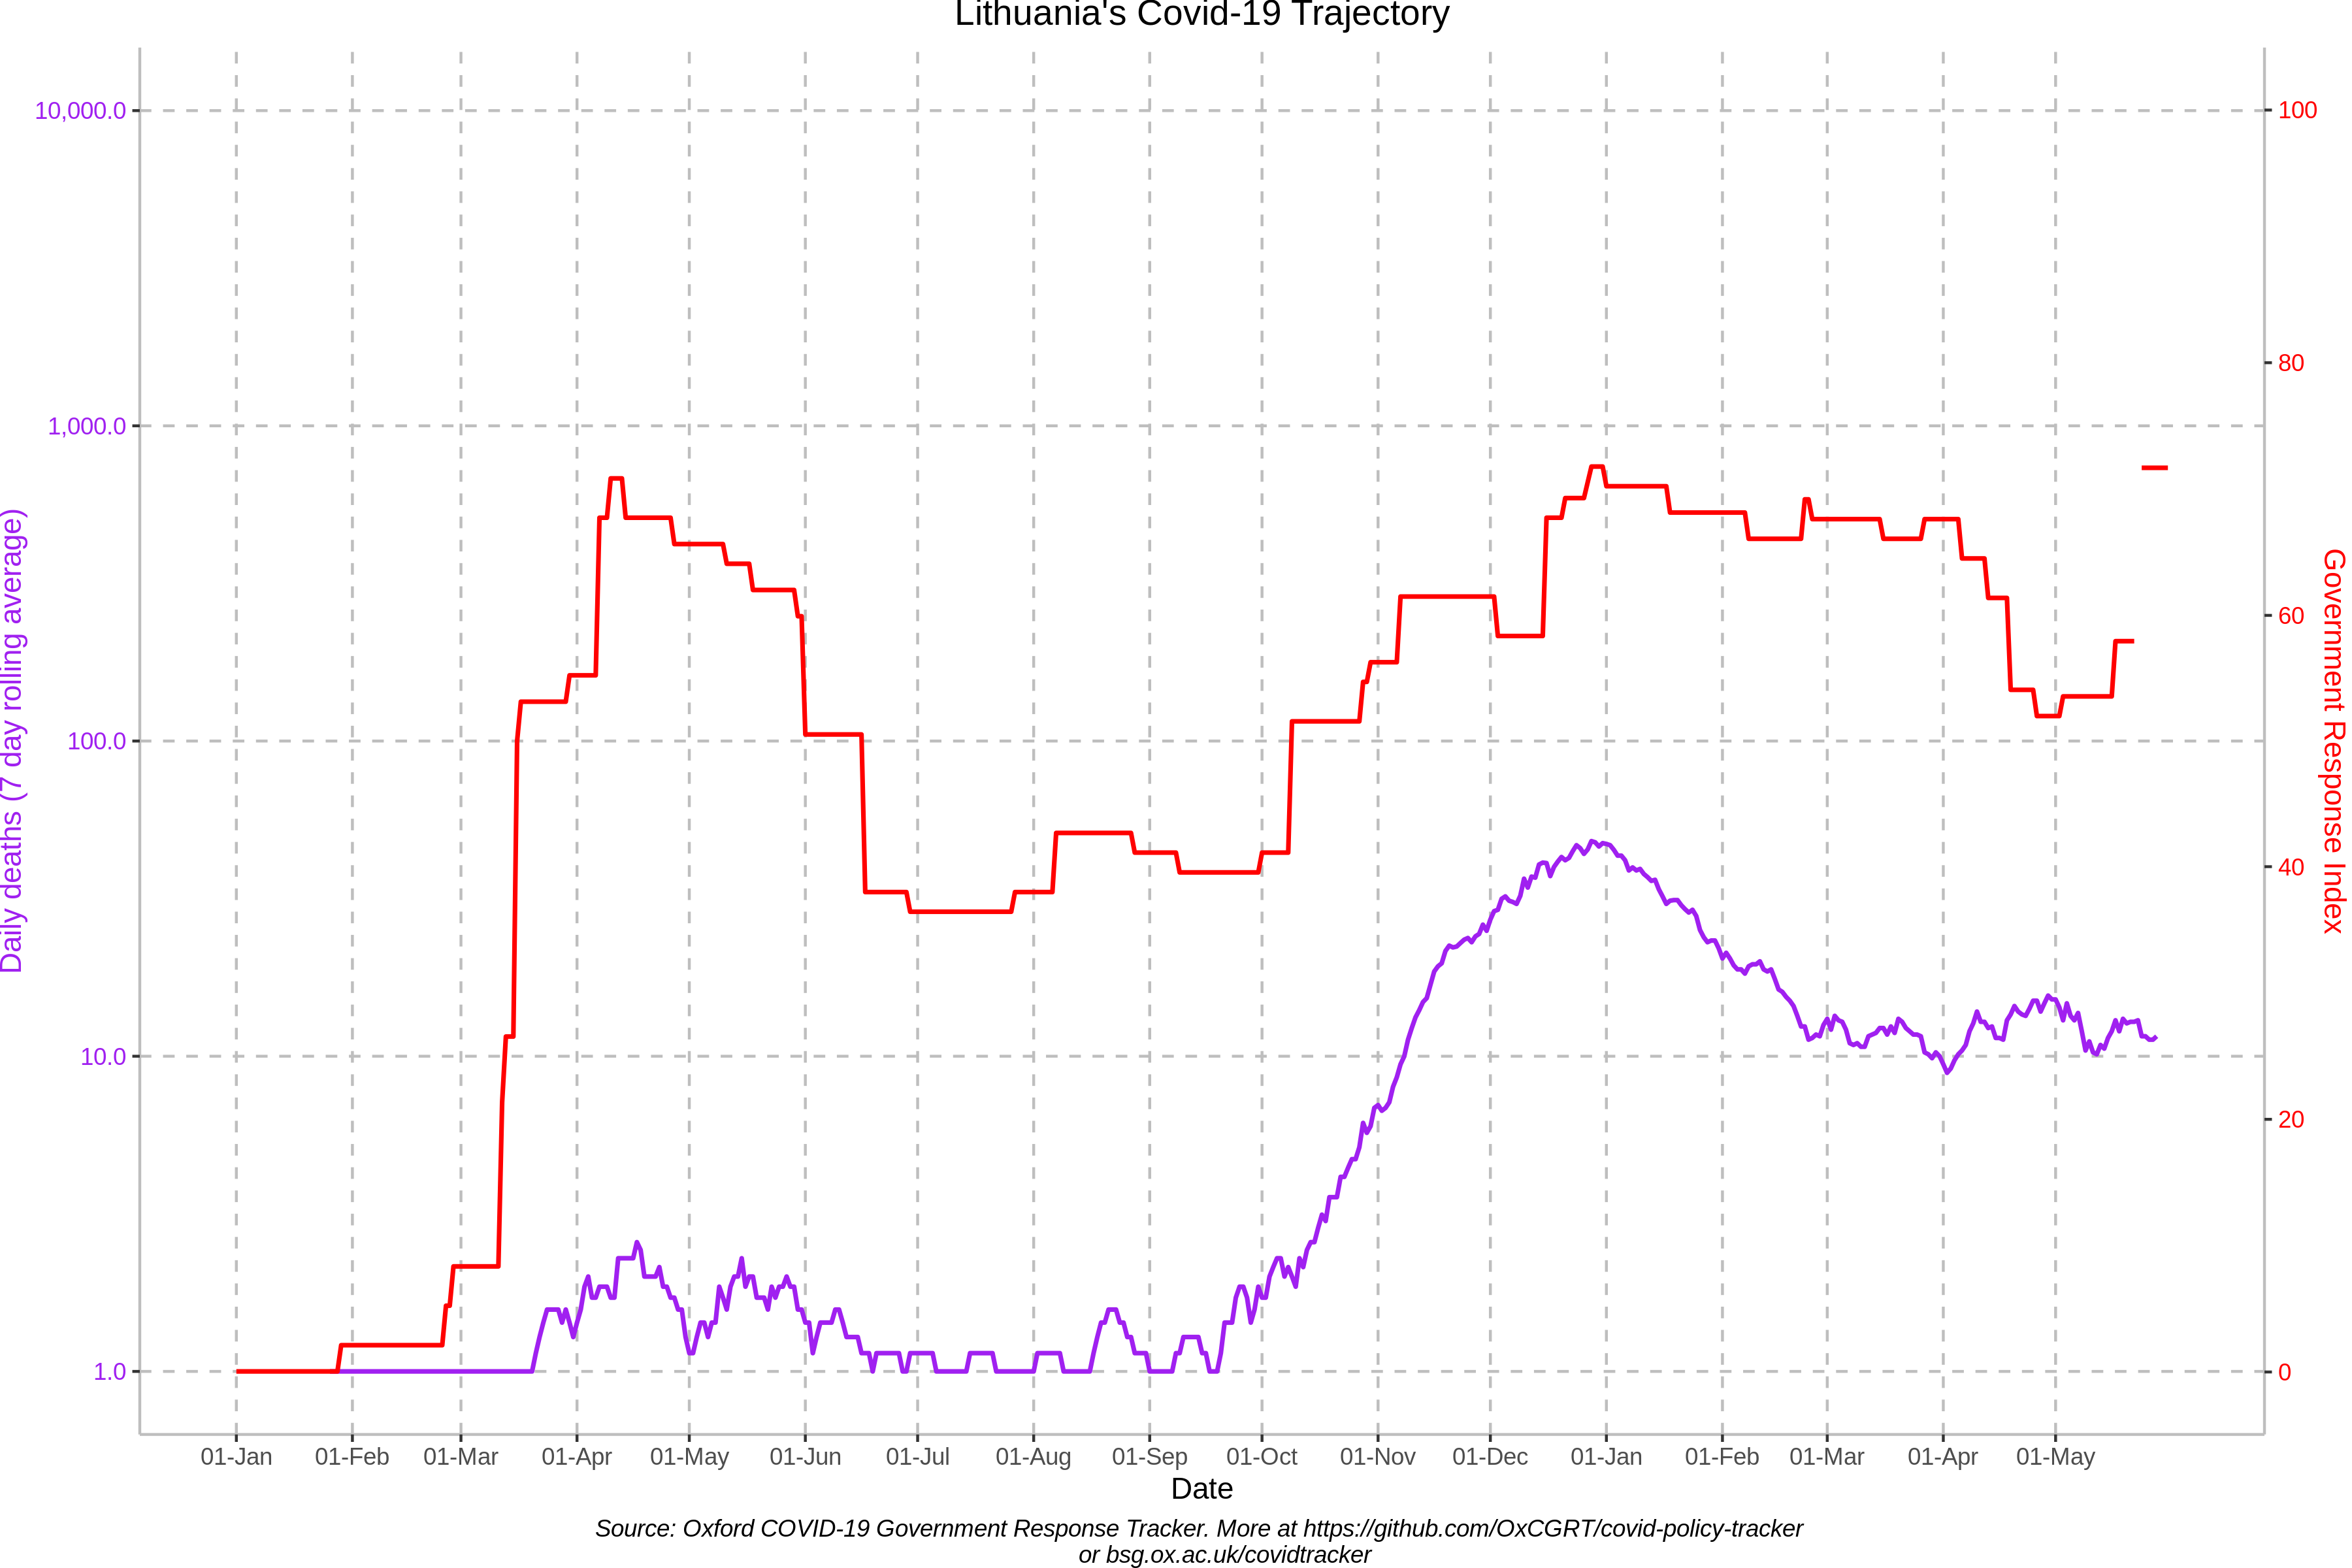 Lithuania's Covid-19 Trajectory
10,000.0
1,000.0
100.0
10.0
1.0
Daily deaths (7 day rolling average)
100
80
60
40
20
0
Government Response Index
01-Jan 01-Feb 01-Mar 01-Apr 01-May 01-Jun 01-Jul 01-Aug 01-Sep 01-Oct 01-Nov 01-Dec 01-Jan 01-Feb 01-Mar 01-Apr 01-May
Date
Source: Oxford COVID-19 Government Response Tracker. More at https://github.com/OxCGRT/covid-policy-tracker
or bsg.ox.ac.uk/covidtracker